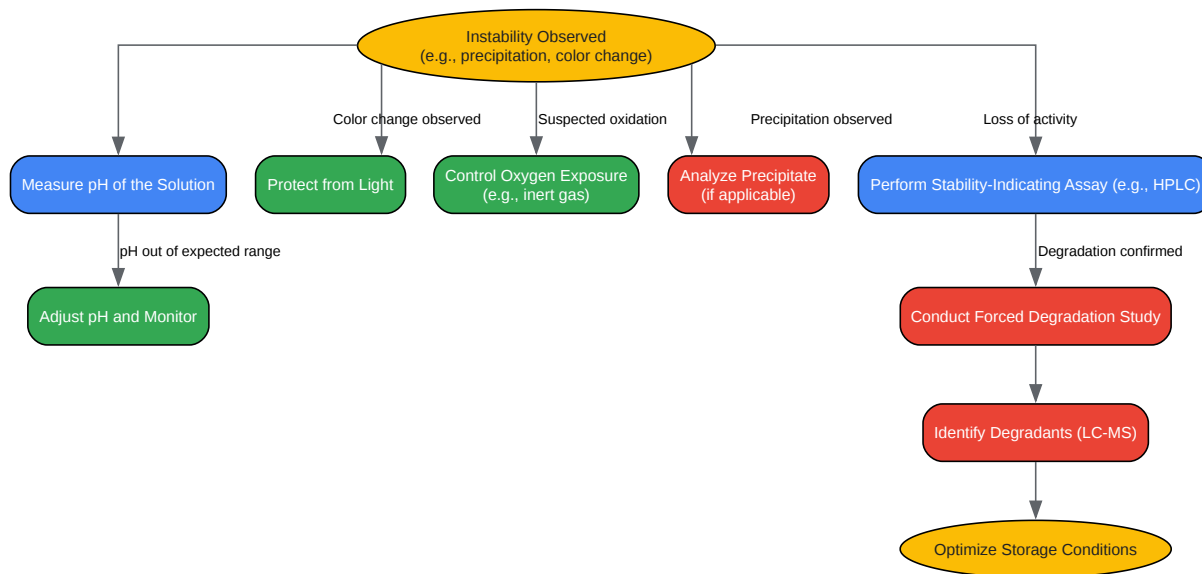 Instability Observed
(e.g., precipitation, color change)
Color change observed
Suspected oxidation
Precipitation observed
Loss of activity
Measure pH of the Solution
Protect from Light
Control Oxygen Exposure
(e.g., inert gas)
Analyze Precipitate
(if applicable)
Perform Stability-Indicating Assay (e.g., HPLC)
pH out of expected range
Degradation confirmed
Adjust pH and Monitor
Conduct Forced Degradation Study
Identify Degradants (LC-MS)
Optimize Storage Conditions